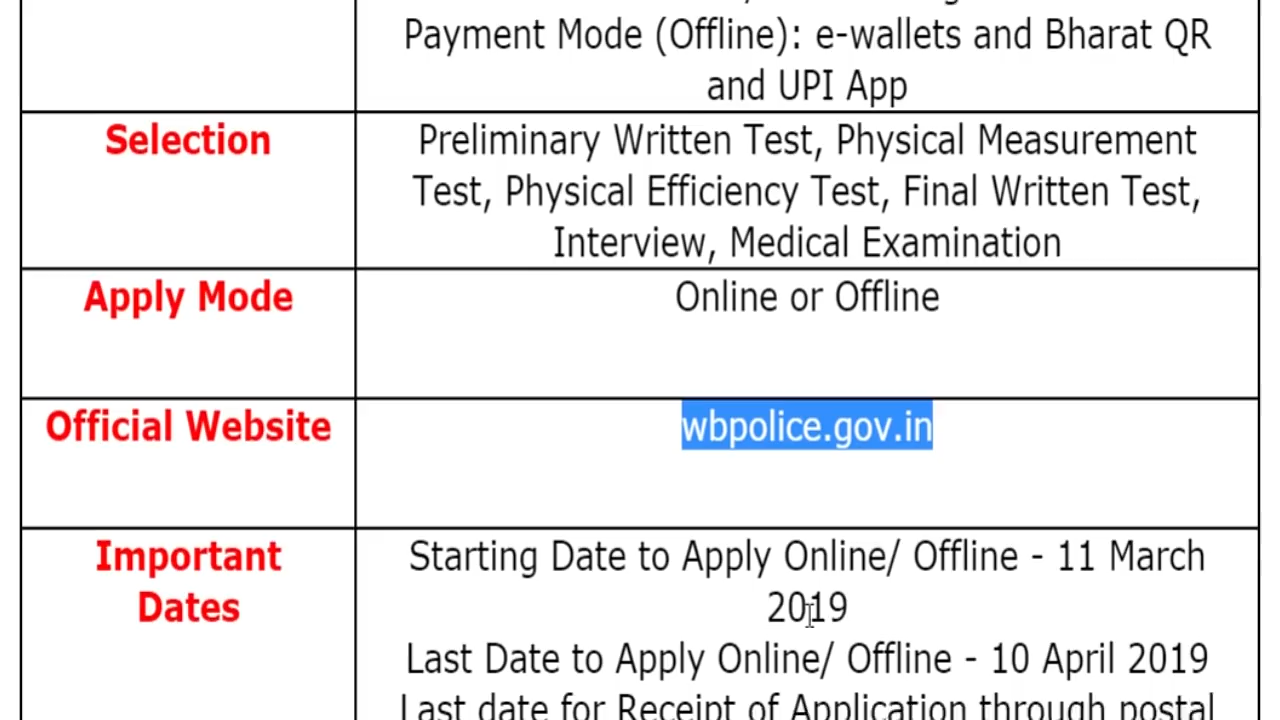 Payment Mode (Offline): e-wallets and Bharat QR
and UPI App
Selection
Preliminary Written Test, Physical Measurement
Test, Physical Efficiency Test, Final Written Test,
Interview, Medical Examination
Apply Mode
Online or Offline
Official Website
wbpolice.gov.in
Important
Dates
Starting Date to Apply Online/ Offline - 11 March
2019
Last Date to Apply Online/ Offline - 10 April 2019
Last date for Receipt of Application through postal